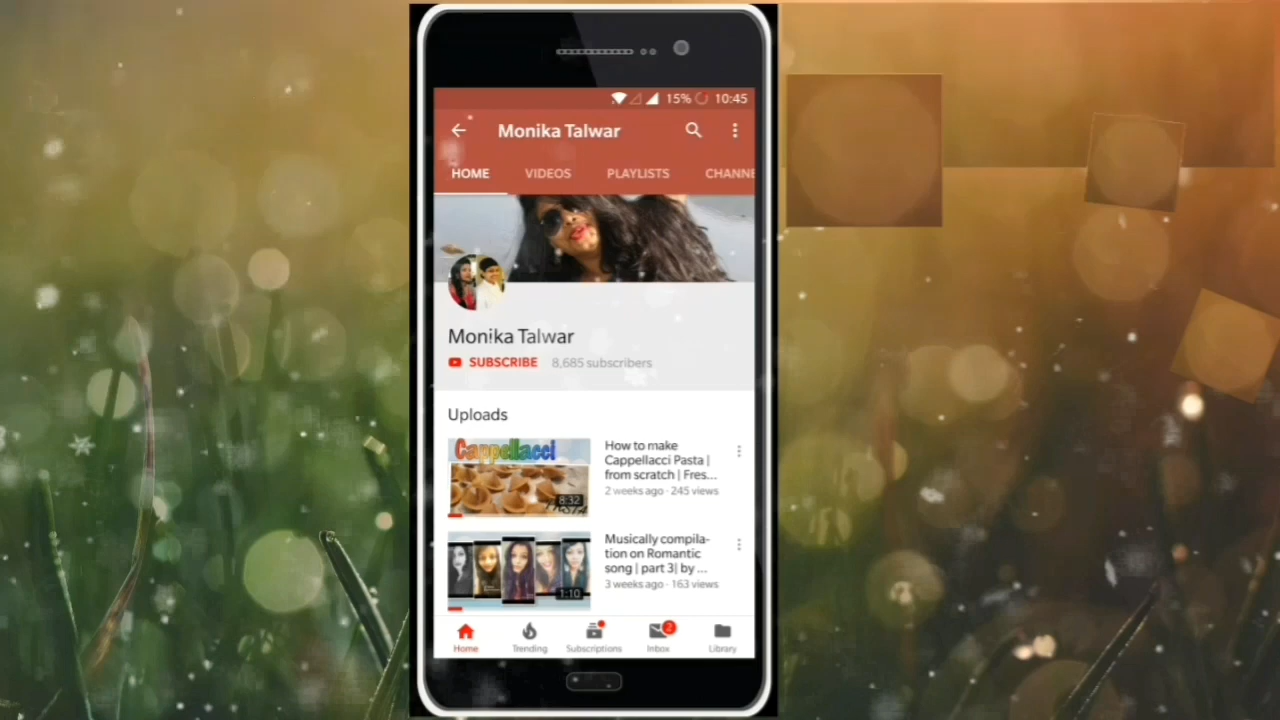 15% 10:45
Monika Talwar
HOME VIDEOS PLAYLISTS CHANNE
Monika Talwar
SUBSCRIBE 8,685 subscribers
Uploads
Cappellacci
PASTA
8:32
How to make
Cappellacci Pasta |
from scratch | Fres...
2 weeks ago · 245 views
1:10
Musically compila-
tion on Romantic
song | part 3| by ...
3 weeks ago · 163 views
2
Home Trending Subscriptions Inbox Library